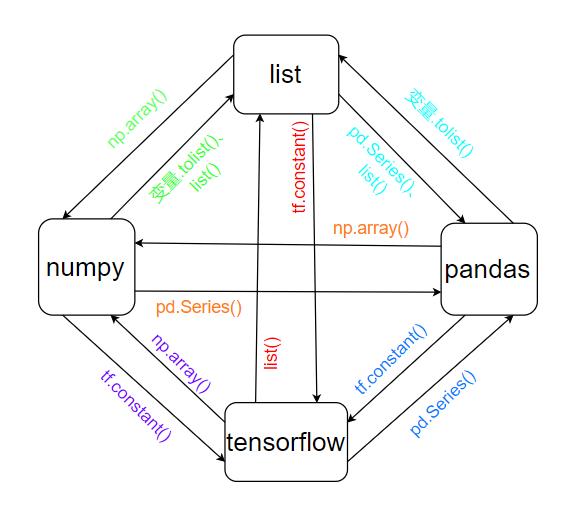 list
np.array()
变量.tolist()、
list()
tf.constant()
pd.Series()、
list()
变量.tolist()
np.array()
numpy
pandas
pd.Series()
tf.constant()
np.array()
list()
tf.constant()
pd.Series()
tensorflow